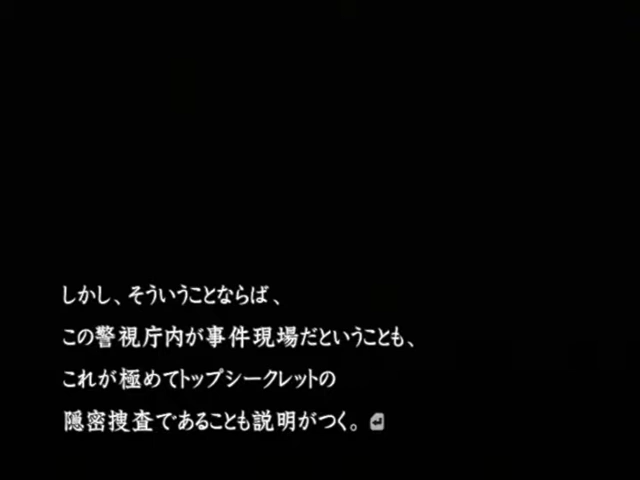 しかし、そういうことならば、
この警視庁内が事件現場だということも、
これが極めてトップシークレットの
隠密捜査であることも説明がつく。